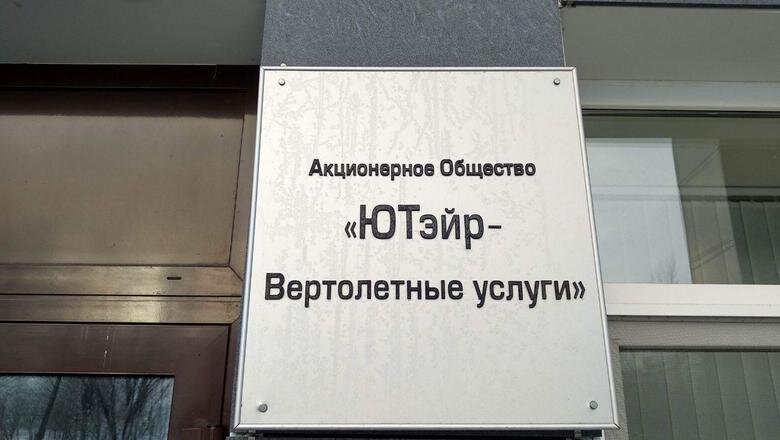 Акционерное Общество
«ЮТэйр-
Вертолетные услуги»